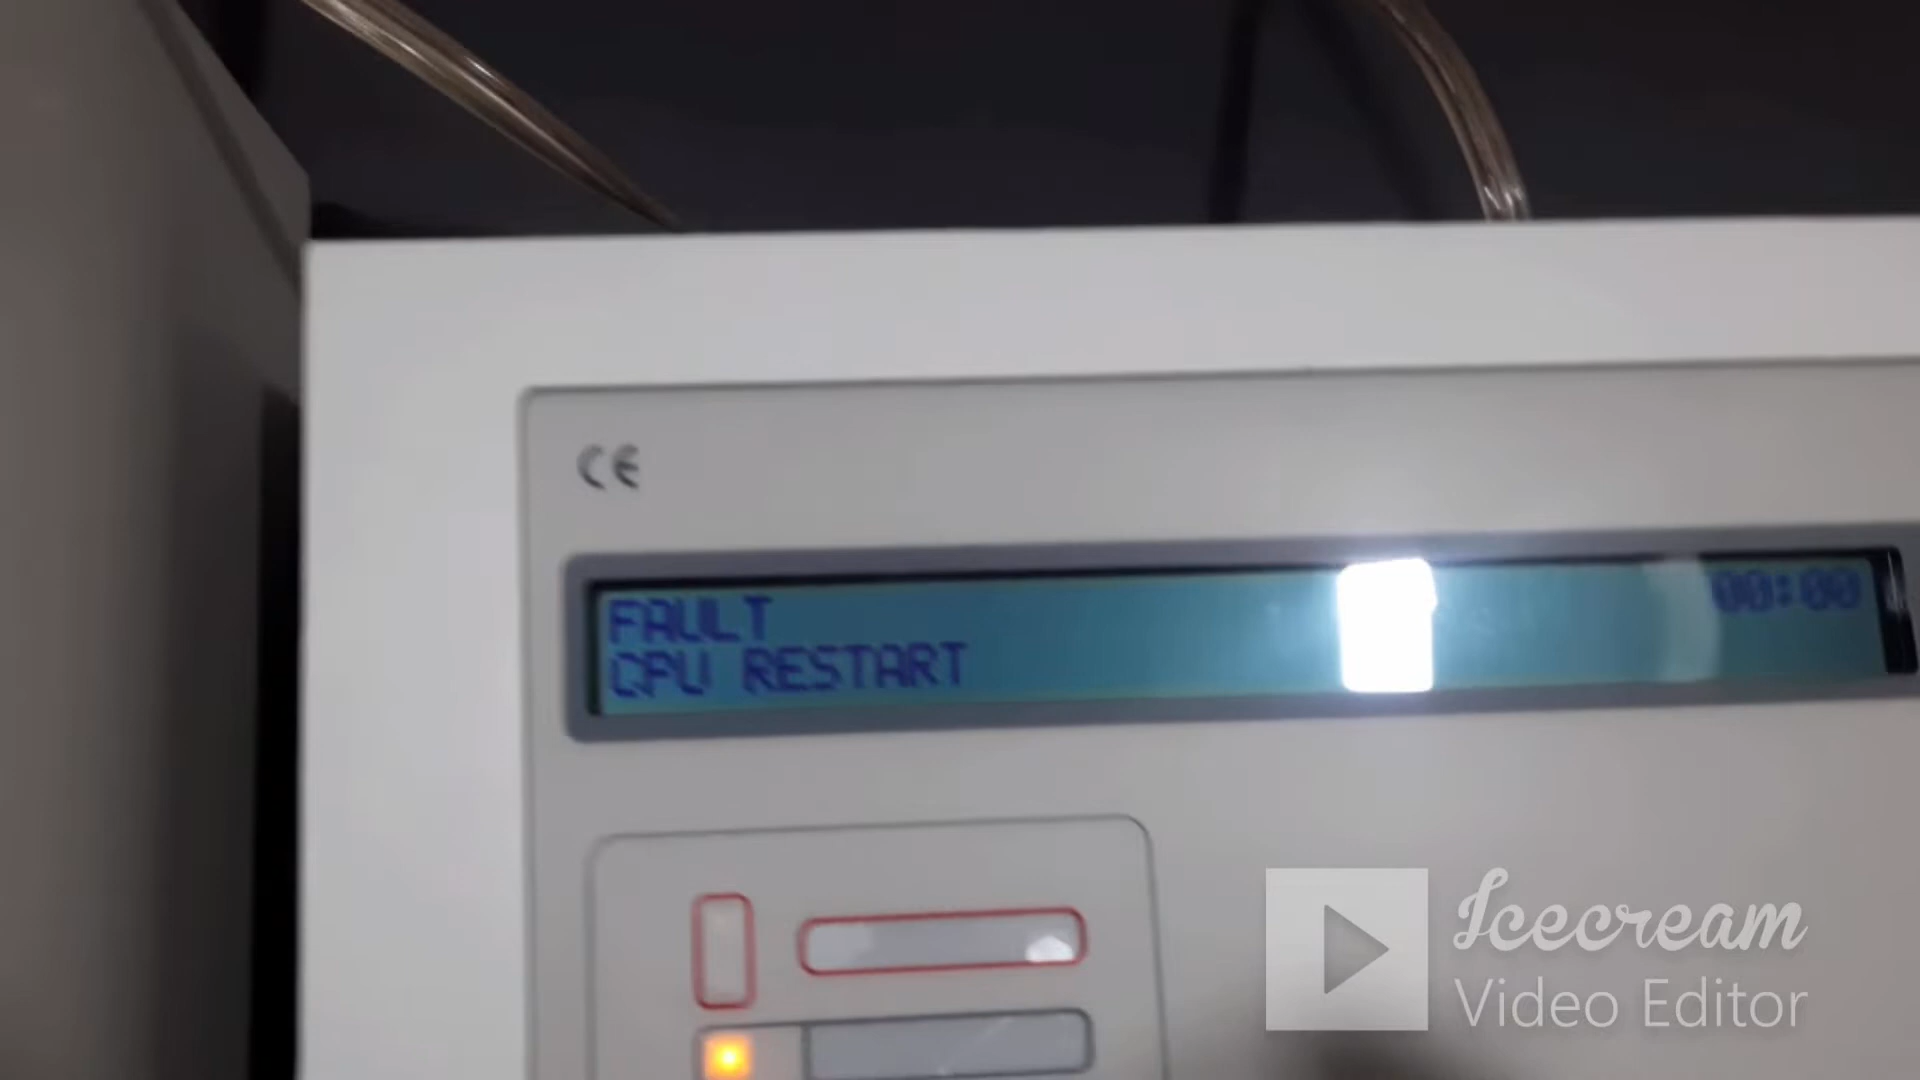 CE
FAULT 00:00
CPU RESTART
Icecream
Video Editor